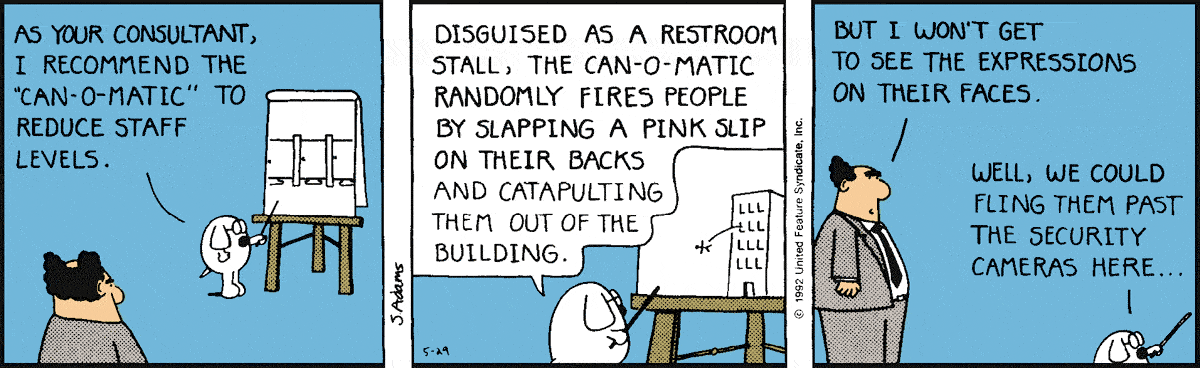 AS YOUR CONSULTANT,
I RECOMMEND THE
"CAN-O-MATIC" TO
REDUCE STAFF
LEVELS.
S.Adams
DISGUISED AS A RESTROOM
STALL, THE CAN-O-MATIC
RANDOMLY FIRES PEOPLE
BY SLAPPING A PINK SLIP
ON THEIR BACKS
AND CATAPULTING
THEM OUT OF THE
BUILDING.
5-29
© 1992 United Feature Syndicate, Inc.
BUT I WON'T GET
TO SEE THE EXPRESSIONS
ON THEIR FACES.
WELL, WE COULD
FLING THEM PAST
THE SECURITY
CAMERAS HERE...